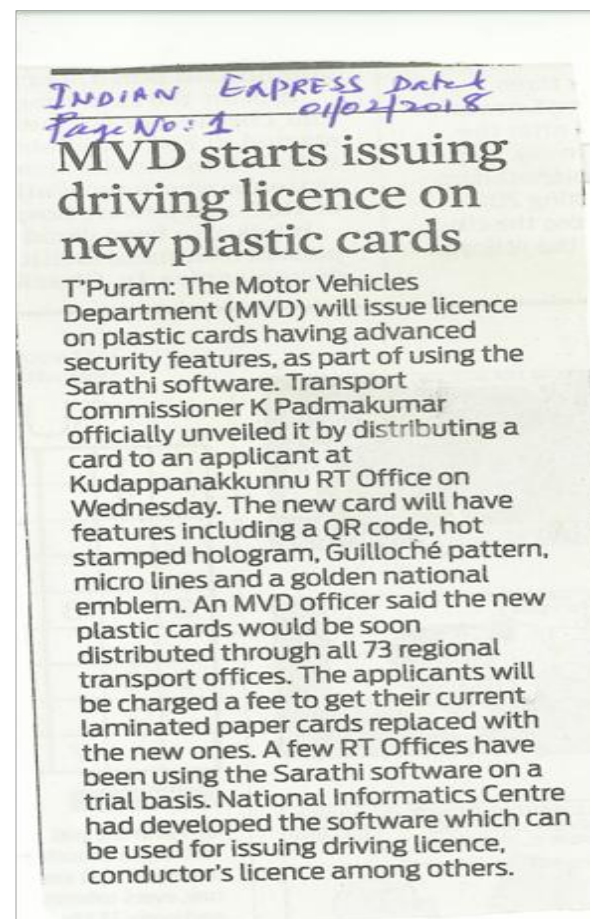 INDIAN EXPRESS Dated
01/02/2018
Page No: 1
MVD starts issuing
driving licence on
new plastic cards
T'Puram: The Motor Vehicles
Department (MVD) will issue licence
on plastic cards having advanced
security features, as part of using the
Sarathi software. Transport
Commissioner K Padmakumar
officially unveiled it by distributing a
card to an applicant at
Kudappanakkunnu RT Office on
Wednesday. The new card will have
features including a QR code, hot
stamped hologram, Guilloché pattern,
micro lines and a golden national
emblem. An MVD officer said the new
plastic cards would be soon
distributed through all 73 regional
transport offices. The applicants will
be charged a fee to get their current
laminated paper cards replaced with
the new ones. A few RT Offices have
been using the Sarathi software on a
trial basis. National Informatics Centre
had developed the software which can
be used for issuing driving licence,
conductor's licence among others.